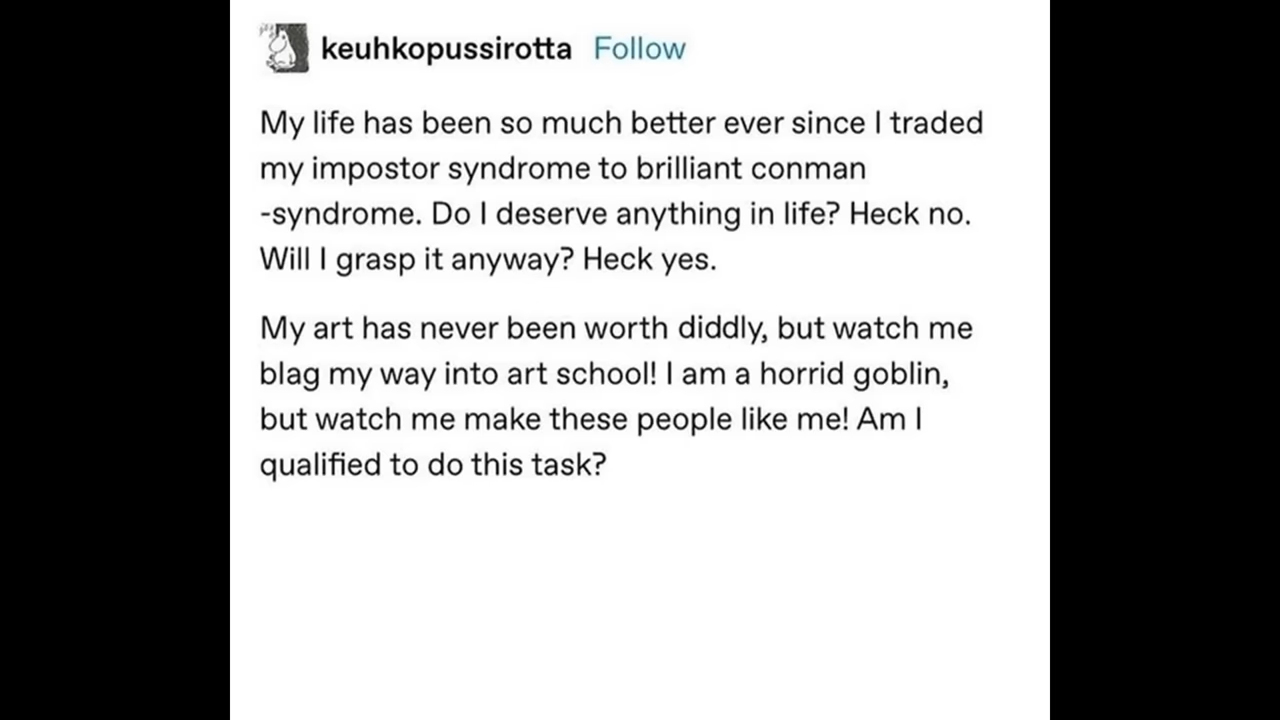 keuhkopussirotta Follow
My life has been so much better ever since I traded
my impostor syndrome to brilliant conman
-syndrome. Do I deserve anything in life? Heck no.
Will I grasp it anyway? Heck yes.
My art has never been worth diddly, but watch me
blag my way into art school! I am a horrid goblin,
but watch me make these people like me! Am I
qualified to do this task?